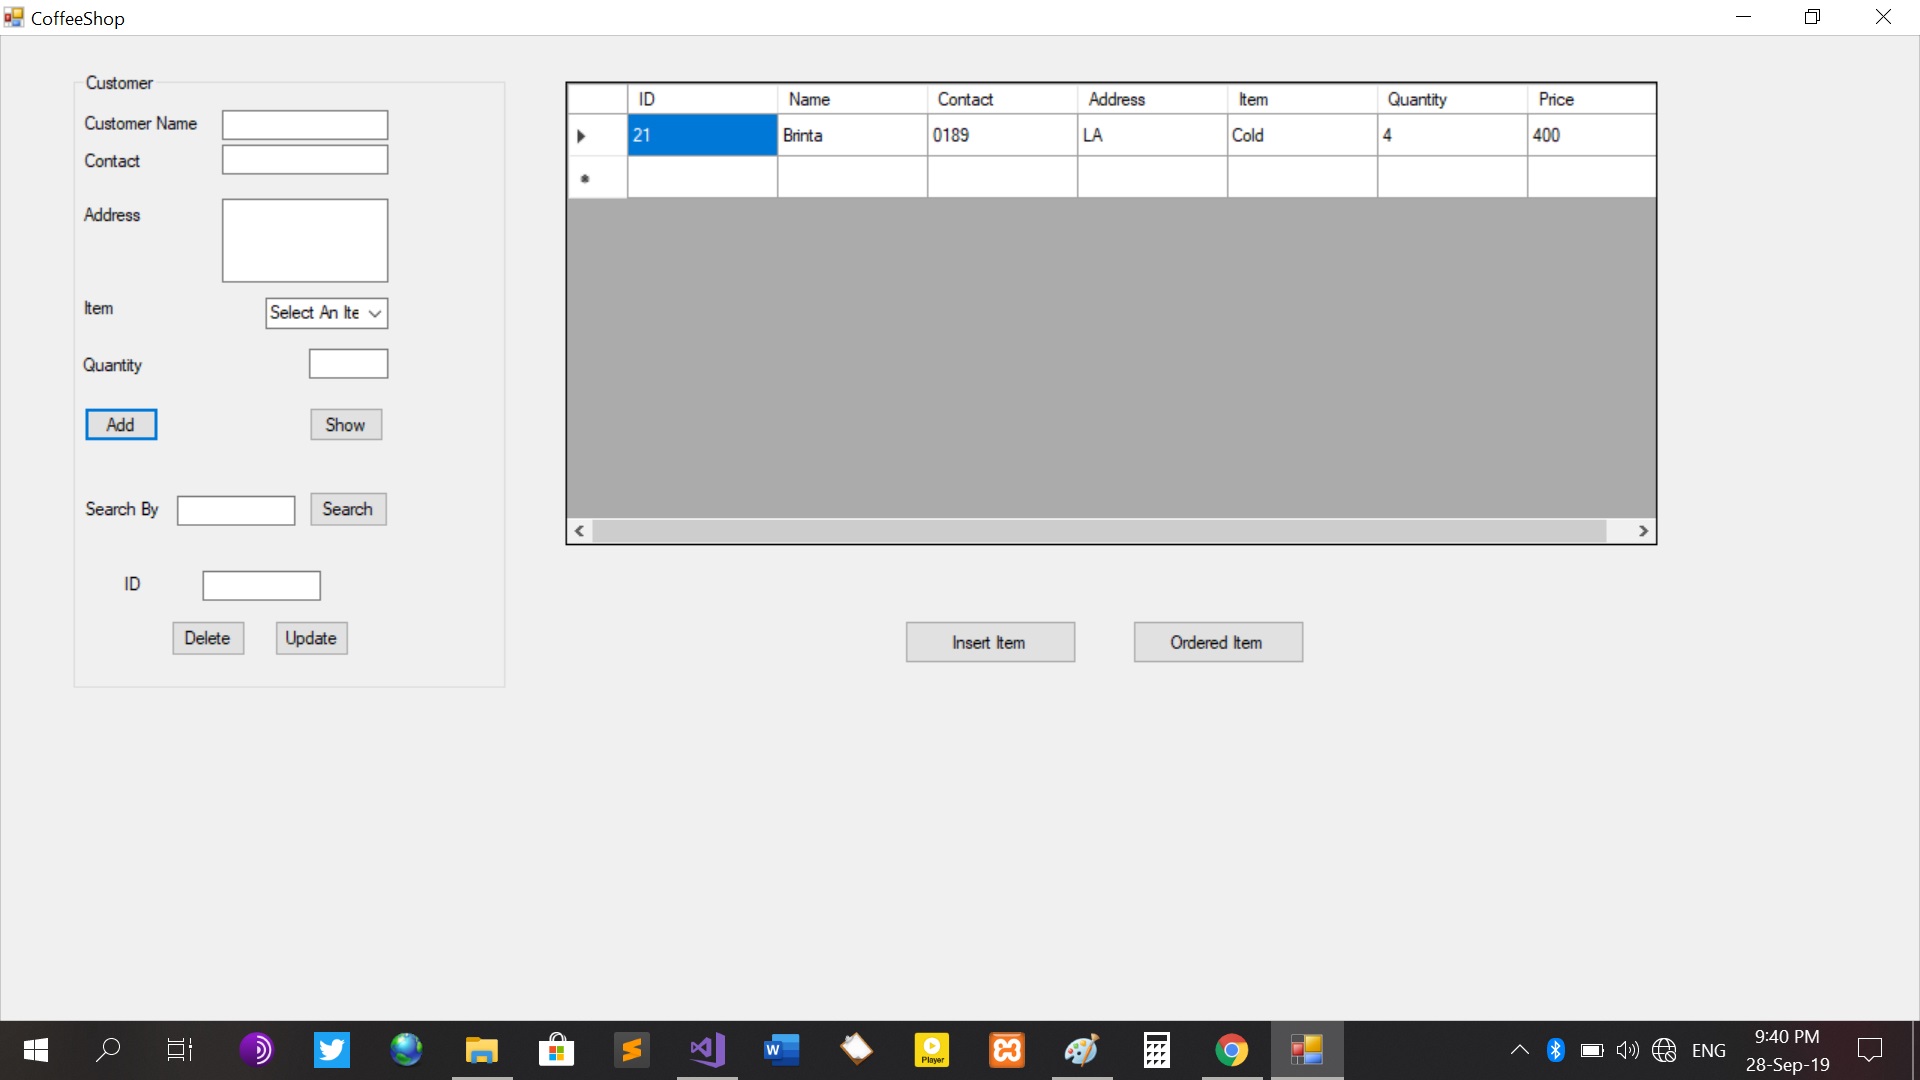 CoffeeShop
Customer
Customer Name
Contact
Address
Item
Select An Ite
Quantity
Add
Show
Search By
Search
ID
Delete
Update
ID Name Contact Address Item Quantity Price
21 Brinta 0189 LA Cold 4 400
Insert Item
Ordered Item
W
Player
ENG
9:40 PM
28-Sep-19